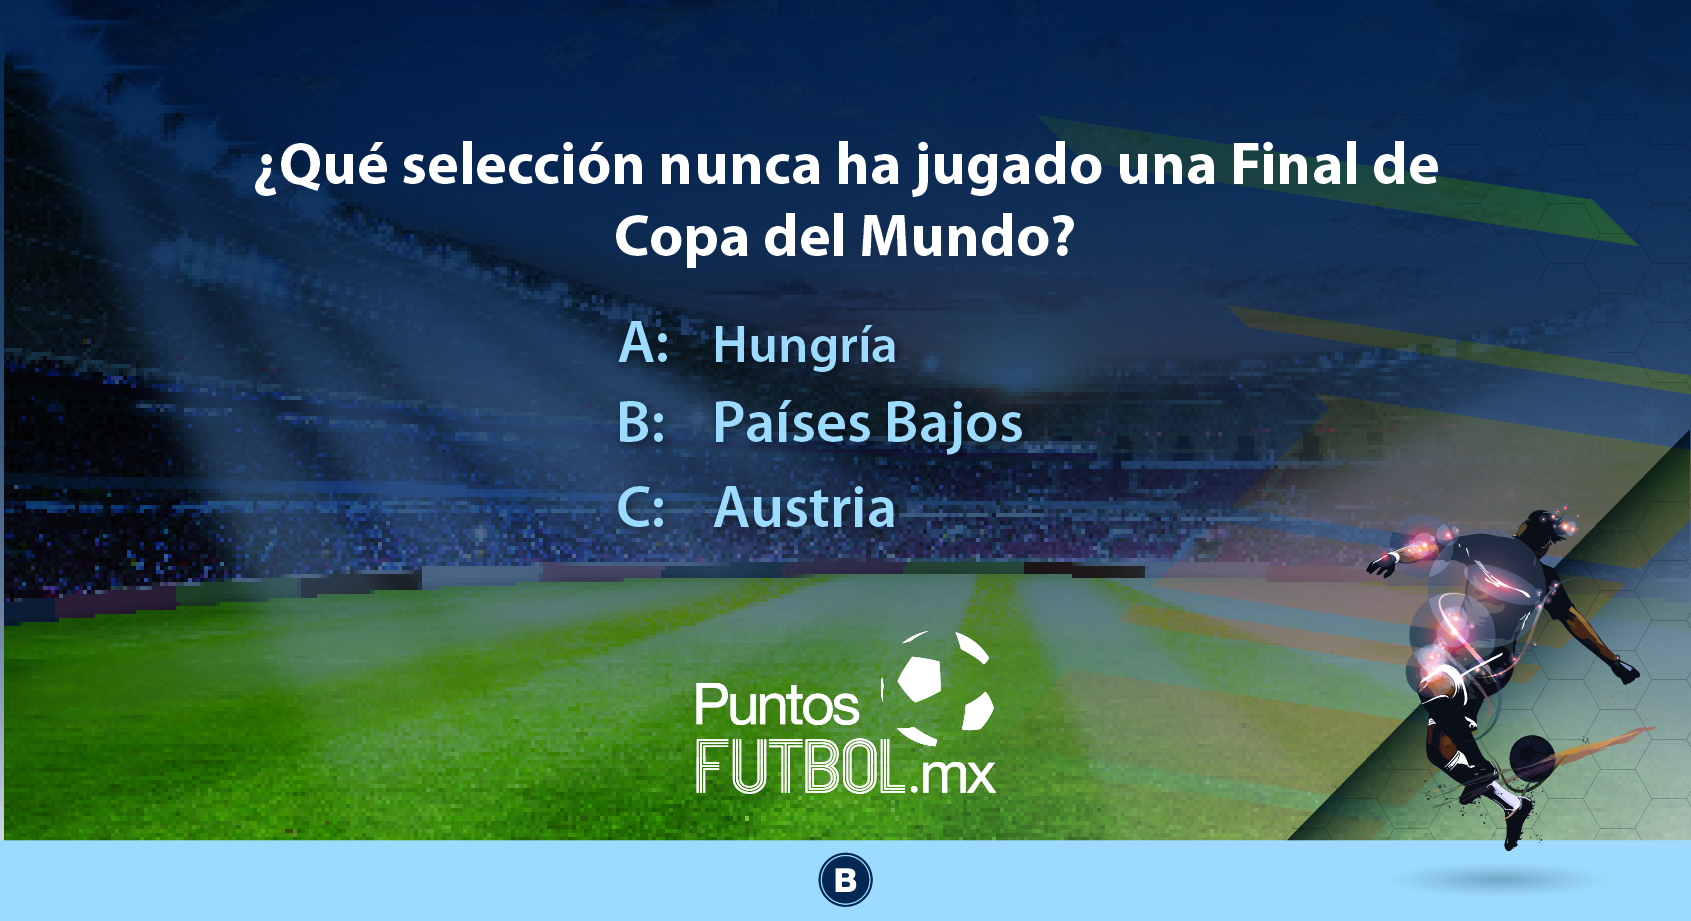 ¿Qué selección nunca ha jugado una Final de
Copa del Mundo?
A: Hungría
B: Países Bajos
C: Austria
Puntos
FUTBOL.mx
B